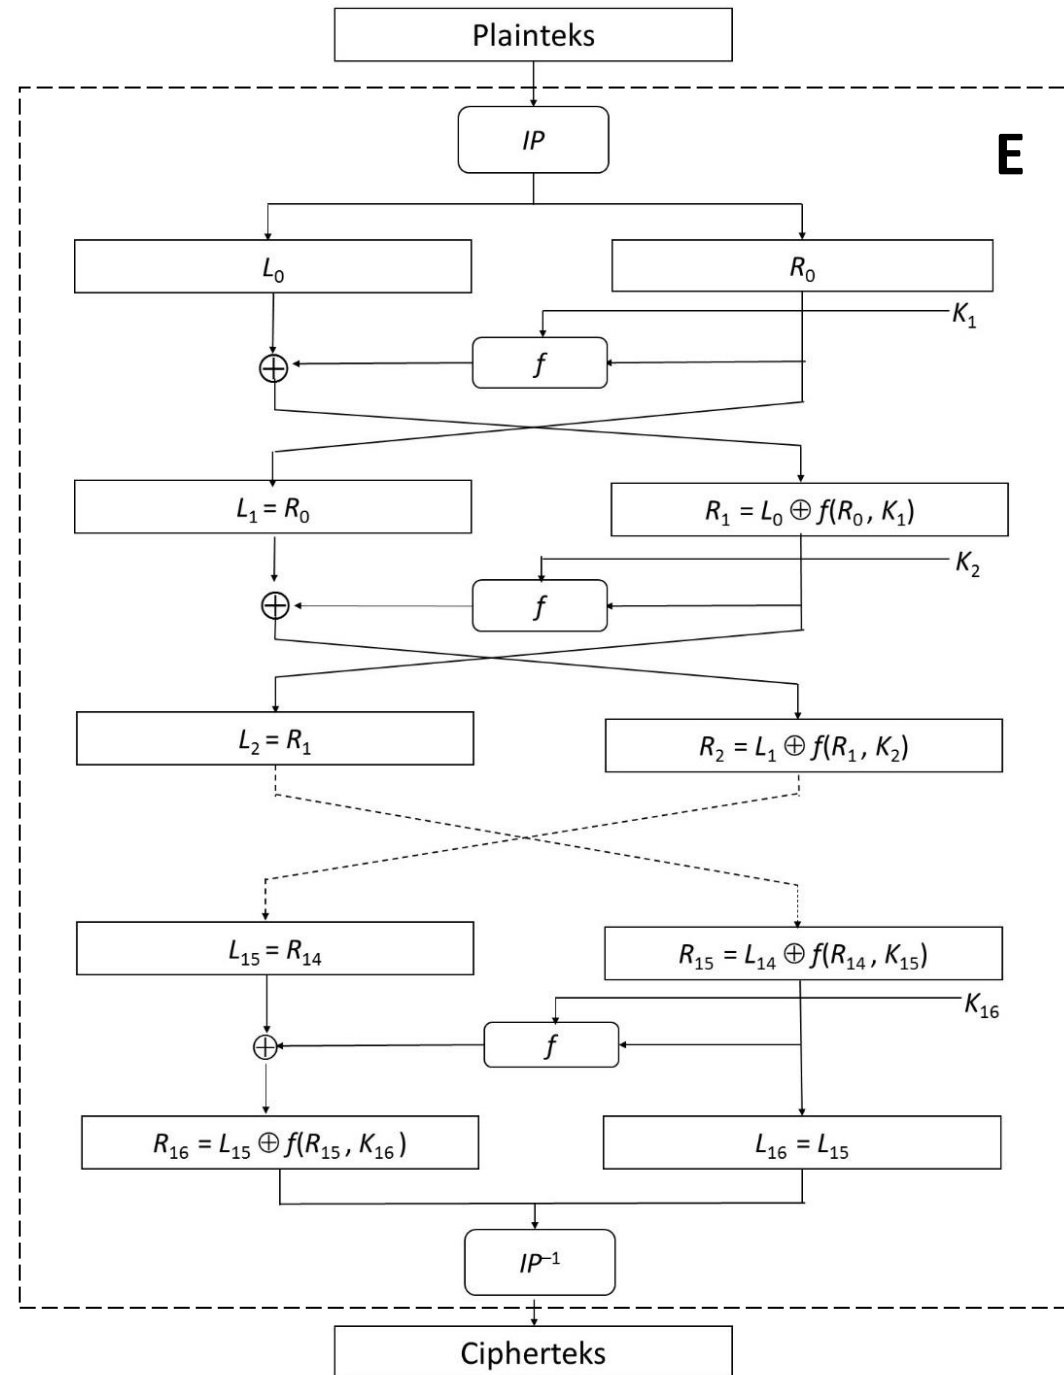 Plainteks
IP
E
L₀
R₀
K₁
f
L₁ = R₀
R₁ = L₀ ⊕ f(R₀ , K₁)
K₂
f
L₂ = R₁
R₂ = L₁ ⊕ f(R₁ , K₂)
L₁₅ = R₁₄
R₁₅ = L₁₄ ⊕ f(R₁₄ , K₁₅)
K₁₆
f
R₁₆ = L₁₅ ⊕ f(R₁₅ , K₁₆ )
L₁₆ = L₁₅
IP⁻¹
Cipherteks